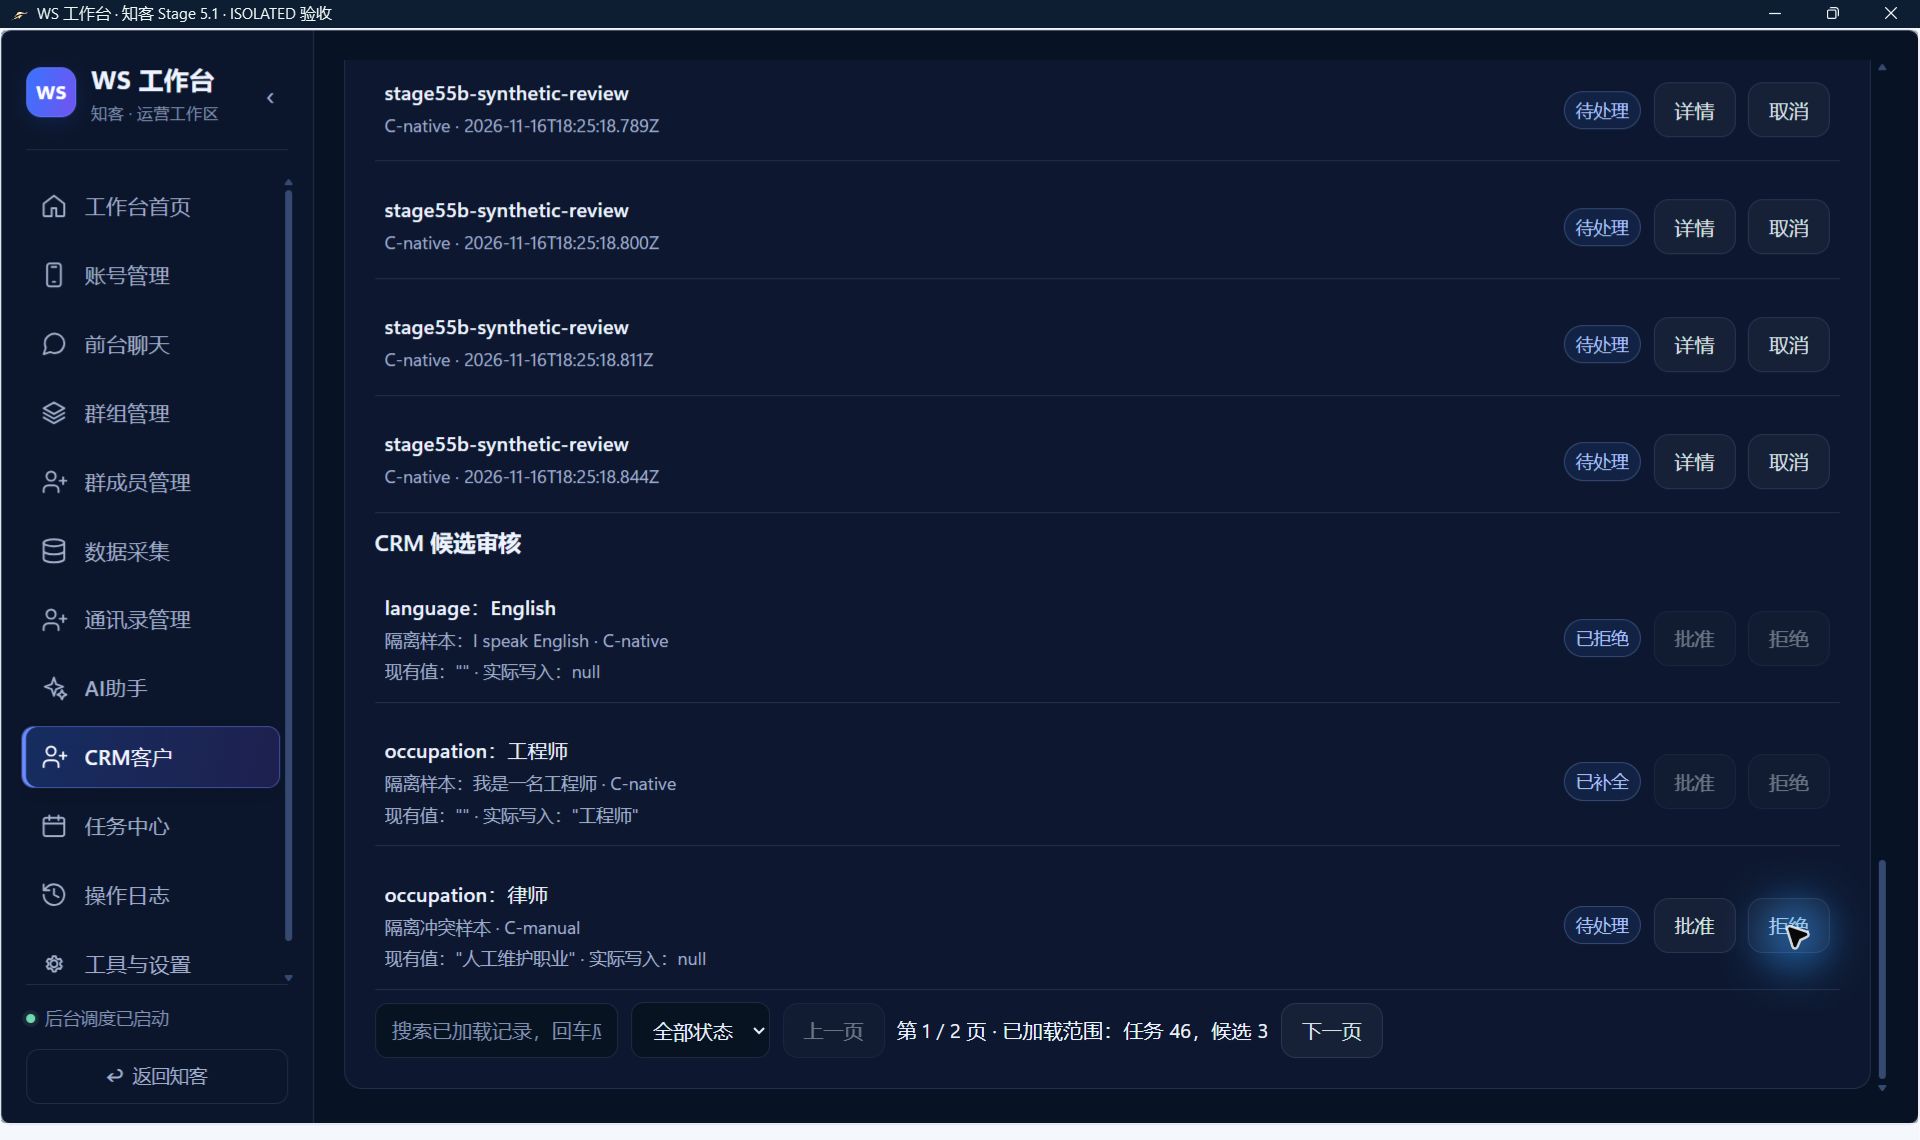 WS 工作台 · 知客 Stage 5.1 · ISOLATED 验收
WS
WS 工作台
知客 · 运营工作区
工作台首页
账号管理
前台聊天
群组管理
群成员管理
数据采集
通讯录管理
AI助手
CRM客户
任务中心
操作日志
工具与设置
后台调度已启动
返回知客
stage55b-synthetic-review
C-native · 2026-11-16T18:25:18.789Z
待处理 详情 取消
stage55b-synthetic-review
C-native · 2026-11-16T18:25:18.800Z
待处理 详情 取消
stage55b-synthetic-review
C-native · 2026-11-16T18:25:18.811Z
待处理 详情 取消
stage55b-synthetic-review
C-native · 2026-11-16T18:25:18.844Z
待处理 详情 取消
CRM 候选审核
language：English
隔离样本：I speak English · C-native
现有值："" · 实际写入：null
已拒绝 批准 拒绝
occupation：工程师
隔离样本：我是一名工程师 · C-native
现有值："" · 实际写入："工程师"
已补全 批准 拒绝
occupation：律师
隔离冲突样本 · C-manual
现有值："人工维护职业" · 实际写入：null
待处理 批准 拒绝
搜索已加载记录，回车 全部状态 上一页 第 1 / 2 页 · 已加载范围：任务 46，候选 3 下一页